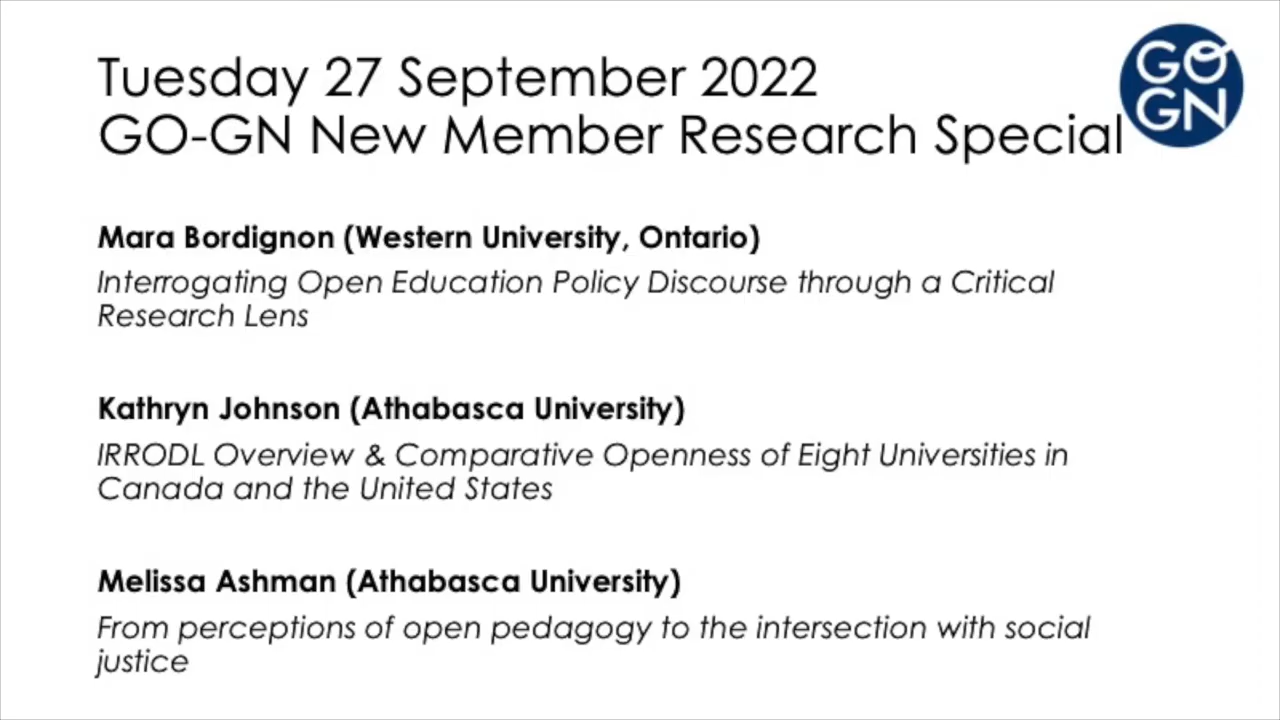 Tuesday 27 September 2022
GO-GN New Member Research Special
GO
GN
Mara Bordignon (Western University, Ontario)
Interrogating Open Education Policy Discourse through a Critical
Research Lens
Kathryn Johnson (Athabasca University)
IRRODL Overview & Comparative Openness of Eight Universities in
Canada and the United States
Melissa Ashman (Athabasca University)
From perceptions of open pedagogy to the intersection with social
justice